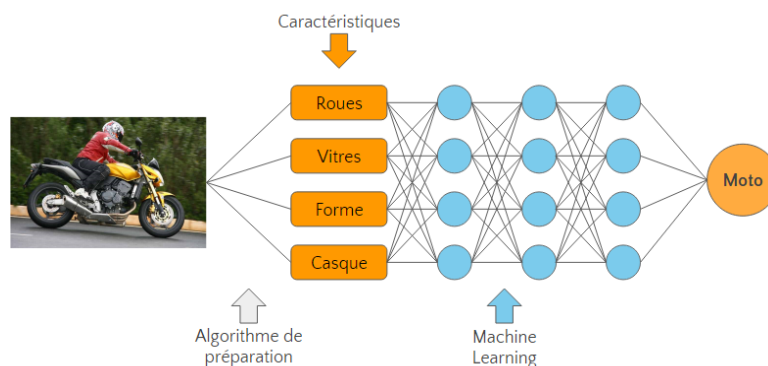 Caractéristiques
Roues
Vitres
Forme
Casque
Moto
Algorithme de
préparation
Machine
Learning